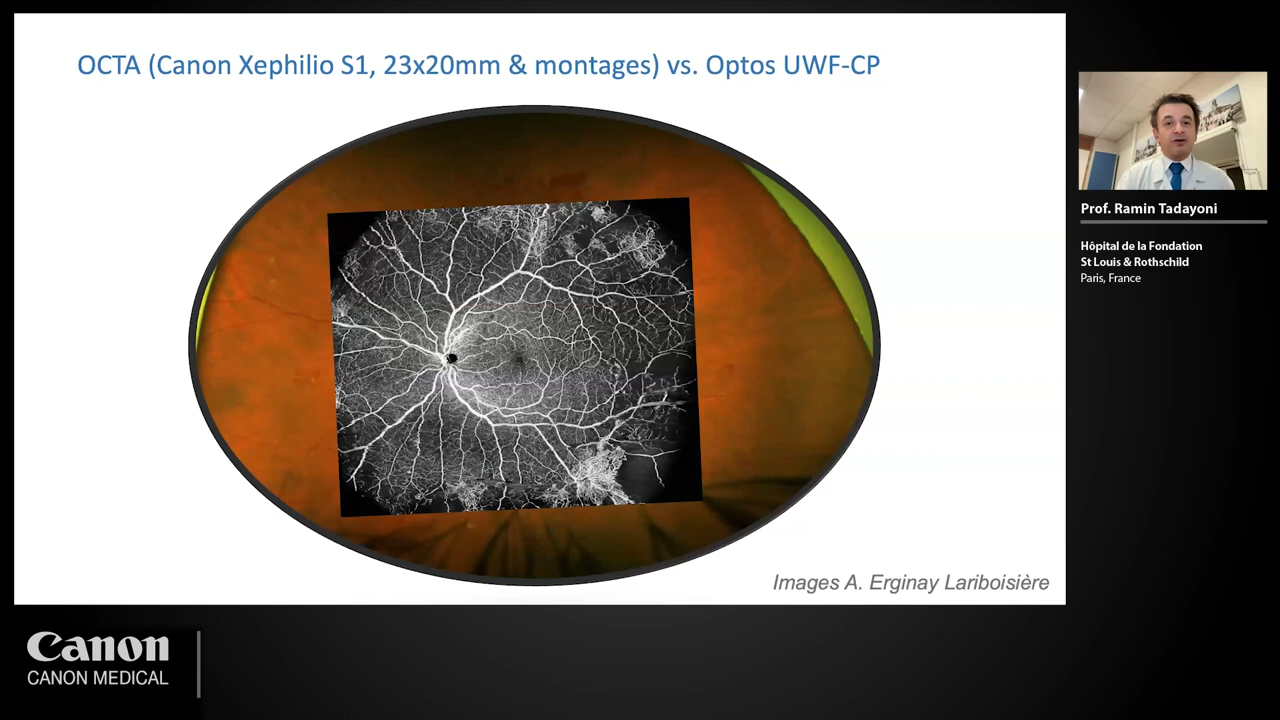 OCTA (Canon Xephilio S1, 23x20mm & montages) vs. Optos UWF-CP
Images A. Erginay Lariboisière
Prof. Ramin Tadayoni
Hôpital de la Fondation
St Louis & Rothschild
Paris, France
Canon
CANON MEDICAL